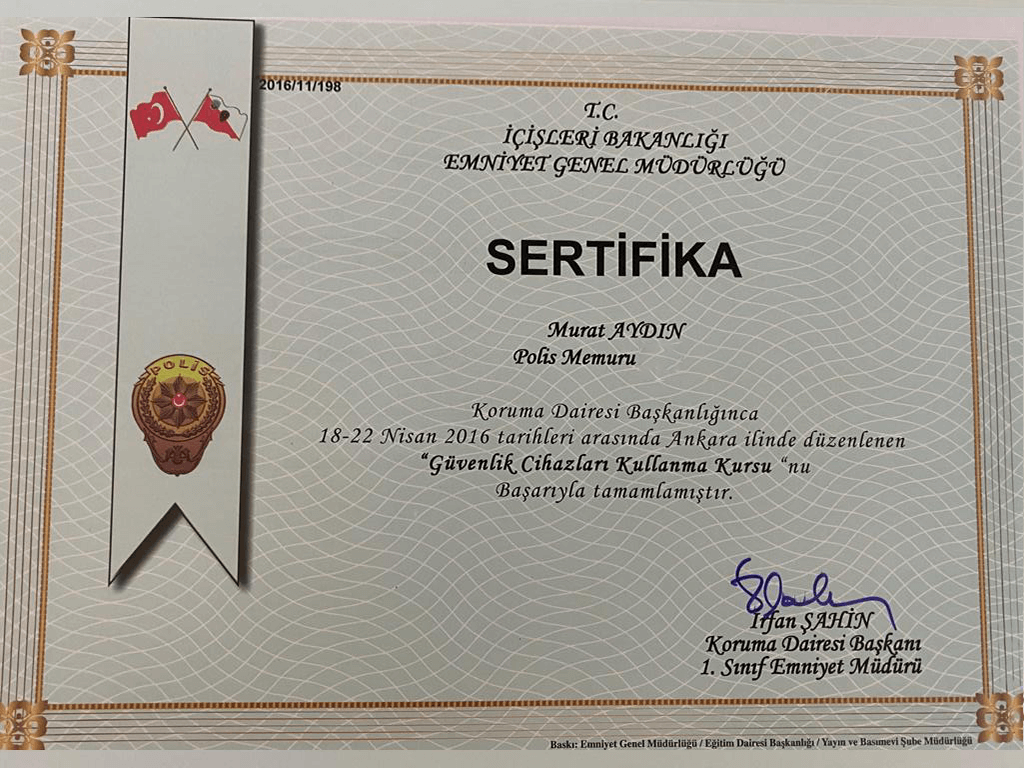 2016/11/198
T.C.
İÇİŞLERİ BAKANLIĞI
EMNİYET GENEL MÜDÜRLÜĞÜ
SERTİFİKA
Murat AYDIN
Polis Memuru
POLİS
Koruma Dairesi Başkanlığınca
18-22 Nisan 2016 tarihleri arasında Ankara ilinde düzenlenen
“Güvenlik Cihazları Kullanma Kursu “nu
Başarıyla tamamlamıştır.
İrfan ŞAHİN
Koruma Dairesi Başkanı
1. Sınıf Emniyet Müdürü
Baskı: Emniyet Genel Müdürlüğü / Eğitim Dairesi Başkanlığı / Yayın ve Basımevi Şube Müdürlüğü